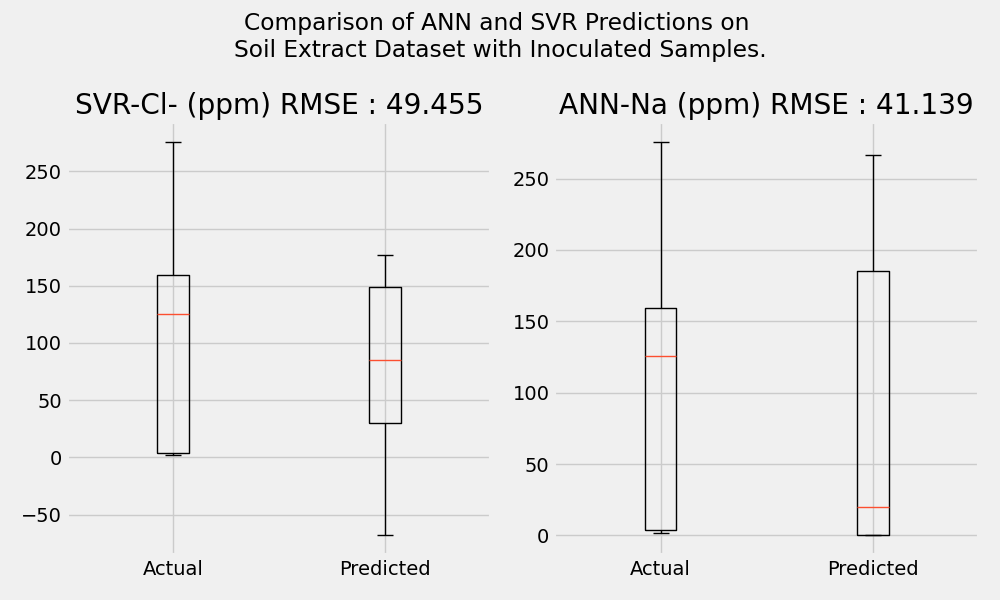 Comparison of ANN and SVR Predictions on
Soil Extract Dataset with Inoculated Samples.
SVR-Cl- (ppm) RMSE : 49.455
250
200
150
100
50
0
−50
Actual
Predicted
ANN-Na (ppm) RMSE : 41.139
250
200
150
100
50
0
Actual
Predicted